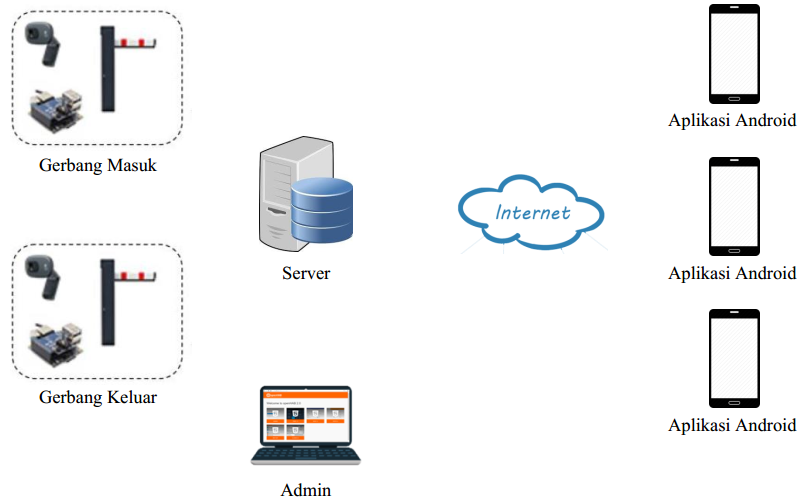 Gerbang Masuk
Aplikasi Android
Server
Internet
Aplikasi Android
Gerbang Keluar
Admin
Aplikasi Android